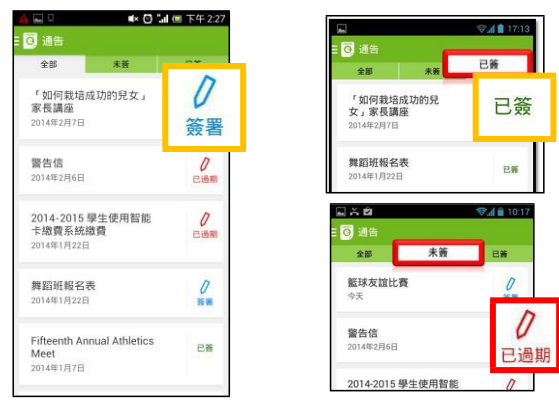 下午 2:27
通告
全部
未簽
「如何栽培
成功的兒女」
家長講座
2014年2月7日
簽署
警告信
2014年2月6日
已過期
2014-2015 學生使用智能
卡繳費系統
繳費
2014年1月22日
已過期
舞蹈班報名表
2014年1月22日
簽署
Fifteenth Annual Athletics
Meet
2014年1月7日
已簽
17:13
通告
全部
未簽
已簽
「如何栽培成功的兒
女」家長講座
2014年2月7日
已簽
舞蹈班報名表
2014年1月22日
已簽
10:17
通告
全部
未簽
已簽
籃球友誼比賽
今天
簽署
警告信
2014年2月6日
已過期
2014-2015 學生使用智能